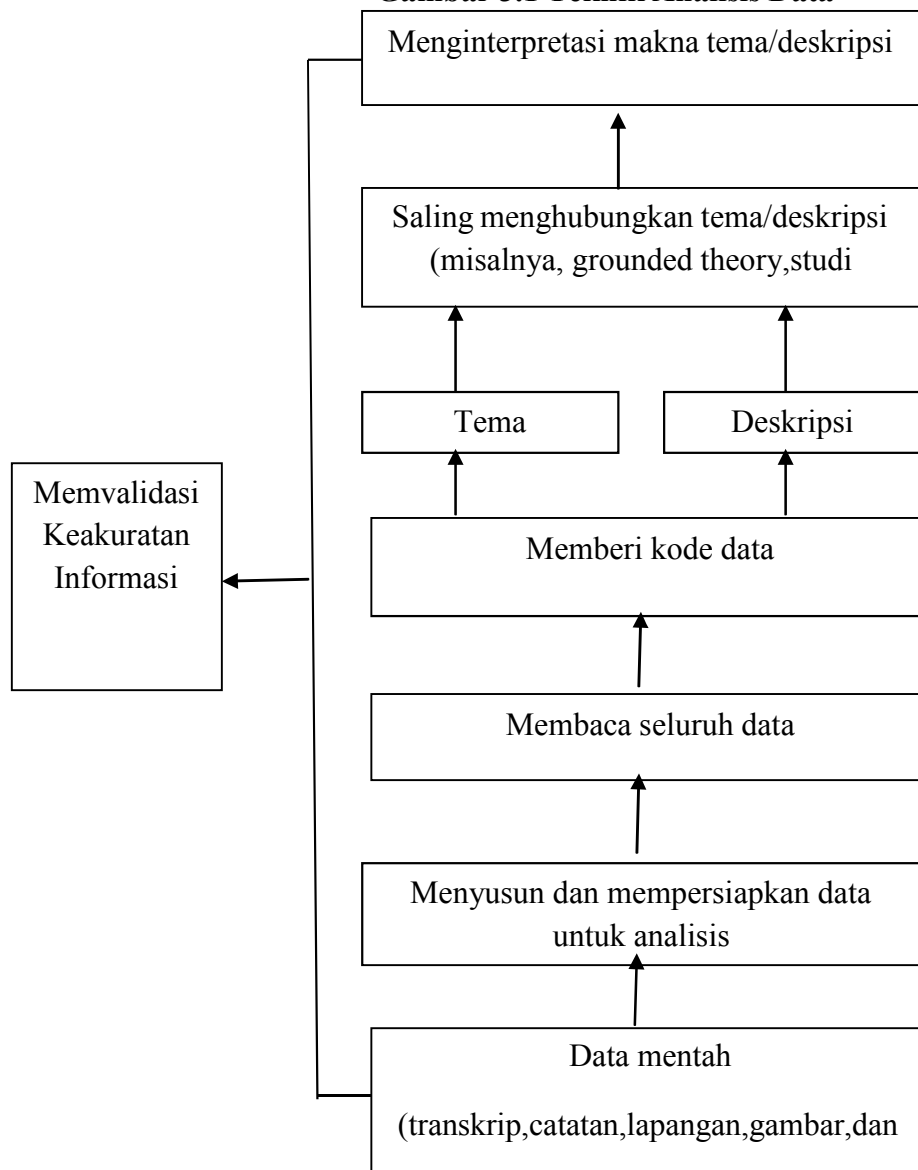 Menginterpretasi makna tema/deskripsi
Saling menghubungkan tema/deskripsi
(misalnya, grounded theory,studi
Tema
Deskripsi
Memvalidasi
Keakuratan
Informasi
Memberi kode data
Membaca seluruh data
Menyusun dan mempersiapkan data
untuk analisis
Data mentah
(transkrip,catatan,lapangan,gambar,dan